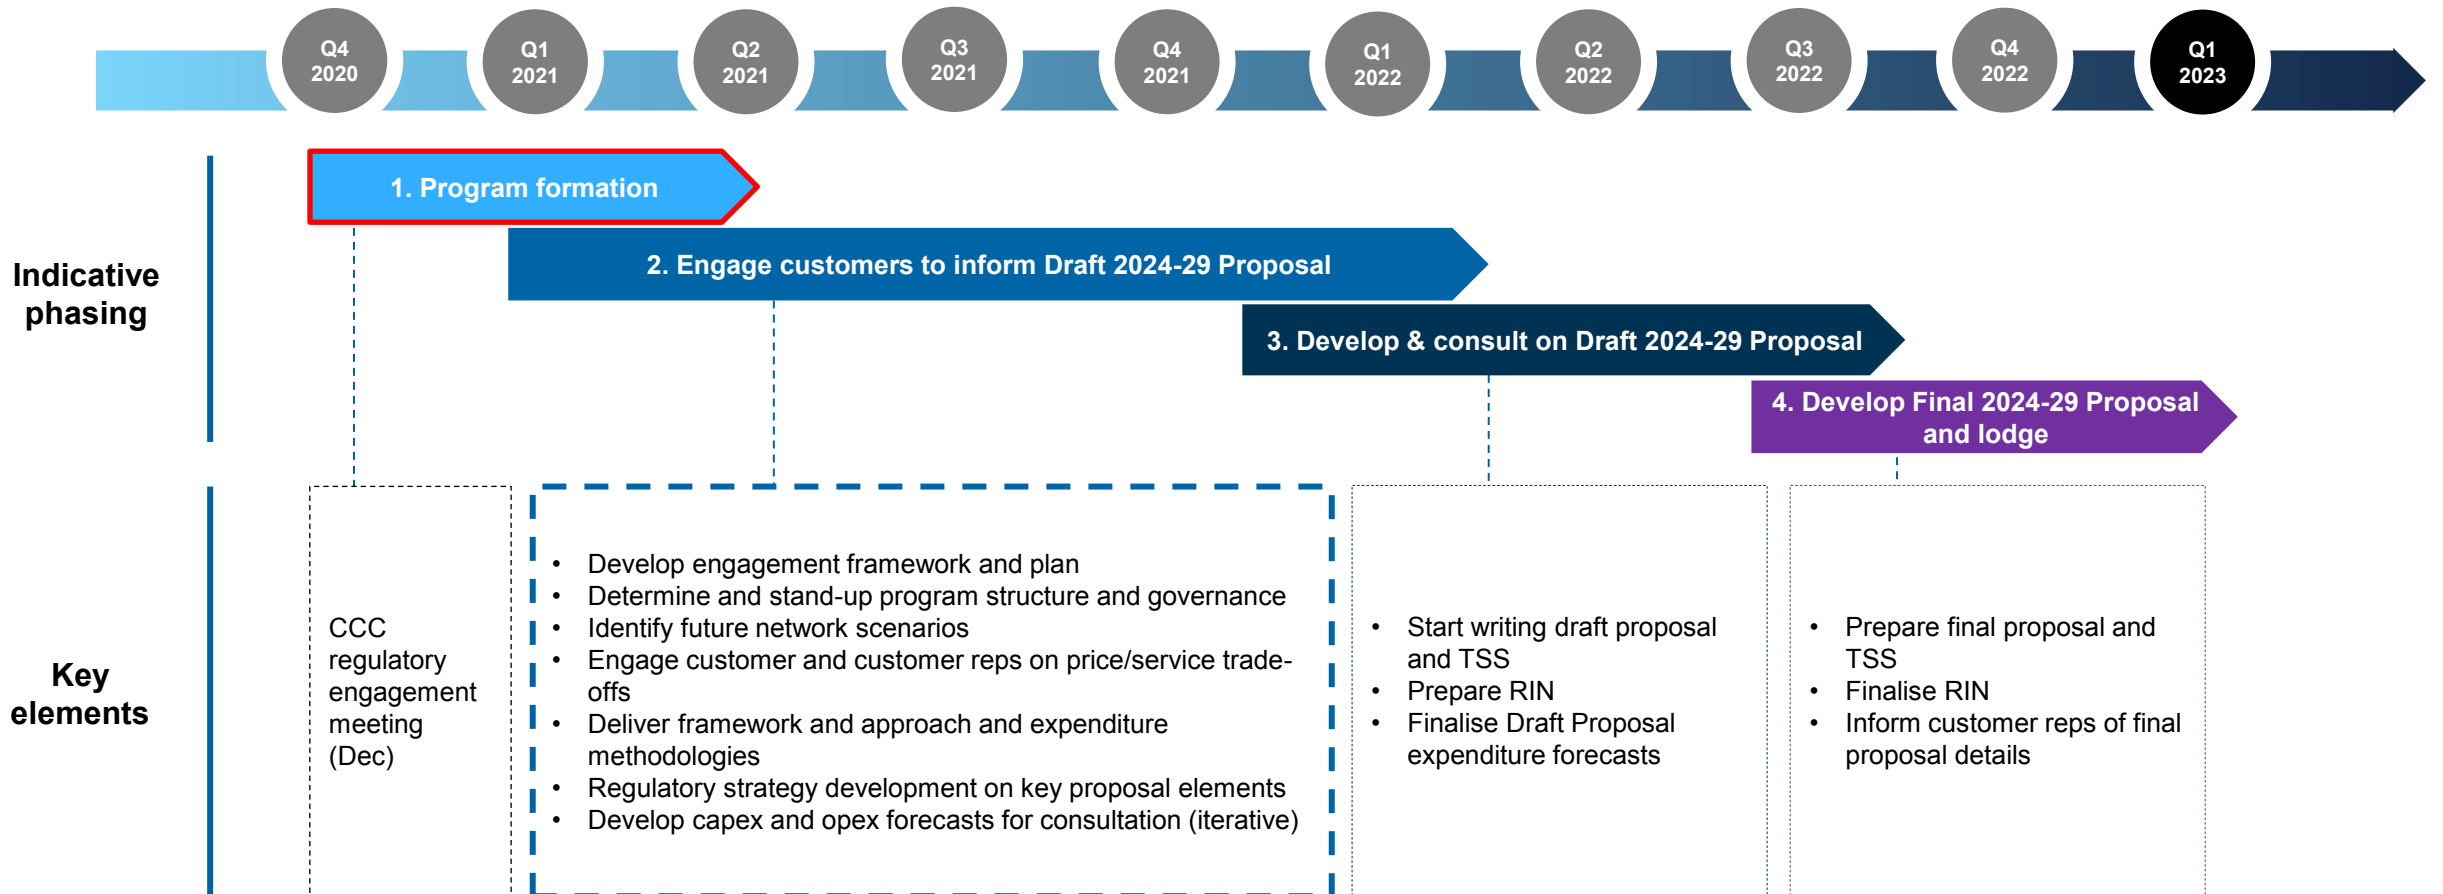 Q4
2020
Q1
2021
Q2
2021
Q3
2021
Q4
2021
Q1
2022
Q2
2022
Q3
2022
Q4
2022
Q1
2023
Indicative
phasing
1. Program formation
2. Engage customers to inform Draft 2024-29 Proposal
3. Develop & consult on Draft 2024-29 Proposal
4. Develop Final 2024-29 Proposal
and lodge
Key
elements
CCC
regulatory
engagement
meeting
(Dec)
• Develop engagement framework and plan
• Determine and stand-up program structure and governance
• Identify future network scenarios
• Engage customer and customer reps on price/service trade-
offs
• Deliver framework and approach and expenditure
methodologies
• Regulatory strategy development on key proposal elements
• Develop capex and opex forecasts for consultation (iterative)
• Start writing draft proposal
and TSS
• Prepare RIN
• Finalise Draft Proposal
expenditure forecasts
• Prepare final proposal and
TSS
• Finalise RIN
• Inform customer reps of final
proposal details